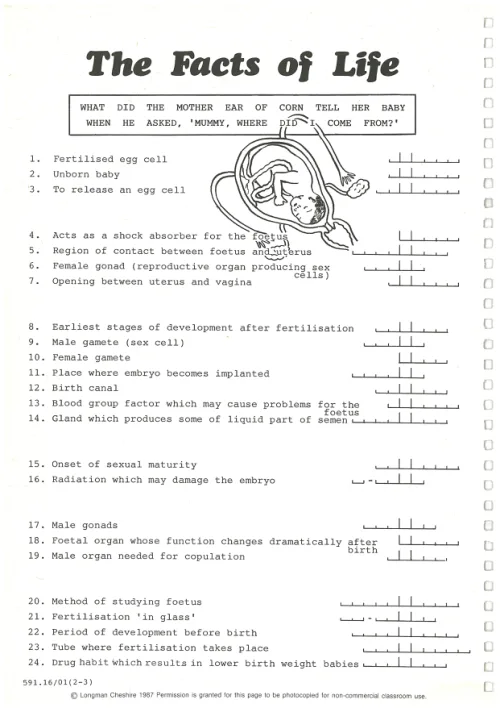 The Facts of Life
WHAT DID THE MOTHER EAR OF CORN TELL HER BABY
WHEN HE ASKED, 'MUMMY, WHERE DID I COME FROM?'
1. Fertilised egg cell
2. Unborn baby
3. To release an egg cell
4. Acts as a shock absorber for the foetus
5. Region of contact between foetus and uterus
6. Female gonad (reproductive organ producing sex
cells)
7. Opening between uterus and vagina
8. Earliest stages of development after fertilisation
9. Male gamete (sex cell)
10. Female gamete
11. Place where embryo becomes implanted
12. Birth canal
13. Blood group factor which may cause problems for the
foetus
14. Gland which produces some of liquid part of semen
15. Onset of sexual maturity
16. Radiation which may damage the embryo
17. Male gonads
18. Foetal organ whose function changes dramatically after
birth
19. Male organ needed for copulation
20. Method of studying foetus
21. Fertilisation 'in glass'
22. Period of development before birth
23. Tube where fertilisation takes place
24. Drug habit which results in lower birth weight babies
591.16/01(2-3)
© Longman Cheshire 1987 Permission is granted for this page to be photocopied for non-commercial classroom use.